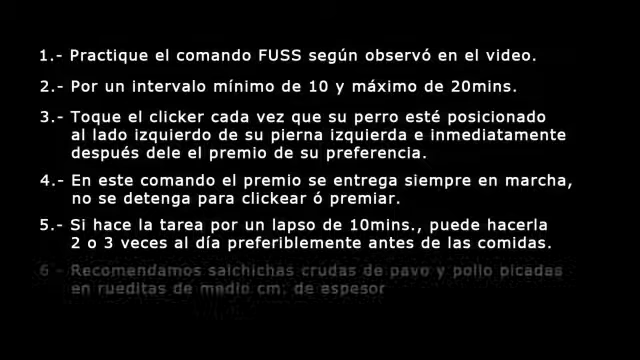 1.- Practique el comando FUSS según observó en el video.
2.- Por un intervalo mínimo de 10 y máximo de 20mins.
3.- Toque el clicker cada vez que su perro esté posicionado
al lado izquierdo de su pierna izquierda e inmediatamente
después dele el premio de su preferencia.
4.- En este comando el premio se entrega siempre en marcha,
no se detenga para clickear ó premiar.
5.- Si hace la tarea por un lapso de 10mins., puede hacerla
2 o 3 veces al día preferiblemente antes de las comidas.
6 - Recomendamos salchichas crudas de pavo y pollo picadas
en rueditas de medio cm. de espesor